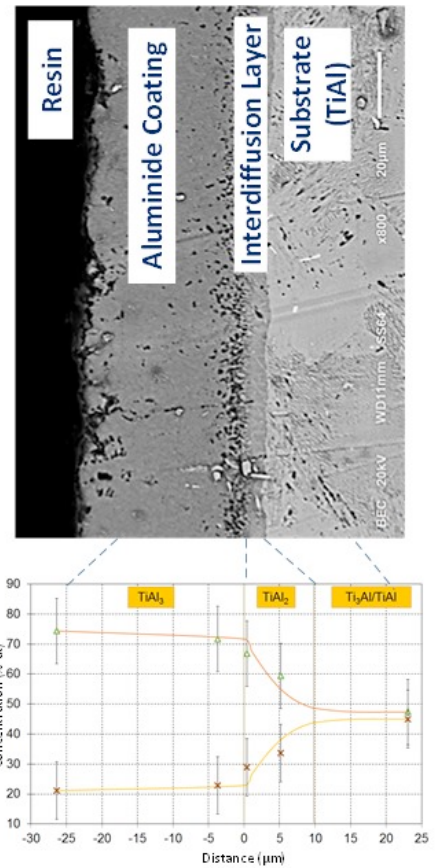 Resin
Aluminide Coating
Interdiffusion Layer
Substrate
(TiAl)
BEC 20kV WD11mm SS64 x800 20µm
90
80
70
60
50
40
30
20
10
TiAl₃
TiAl₂
Ti₃Al/TiAl
-30 -25 -20 -15 -10 -5 0 5 10 15 20 25
Distance (µm)